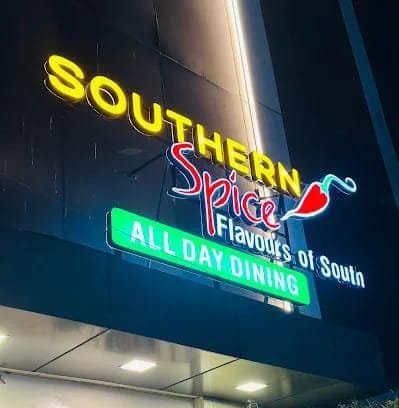 SOUTHERN
Spice
Flavours of South
ALL DAY DINING